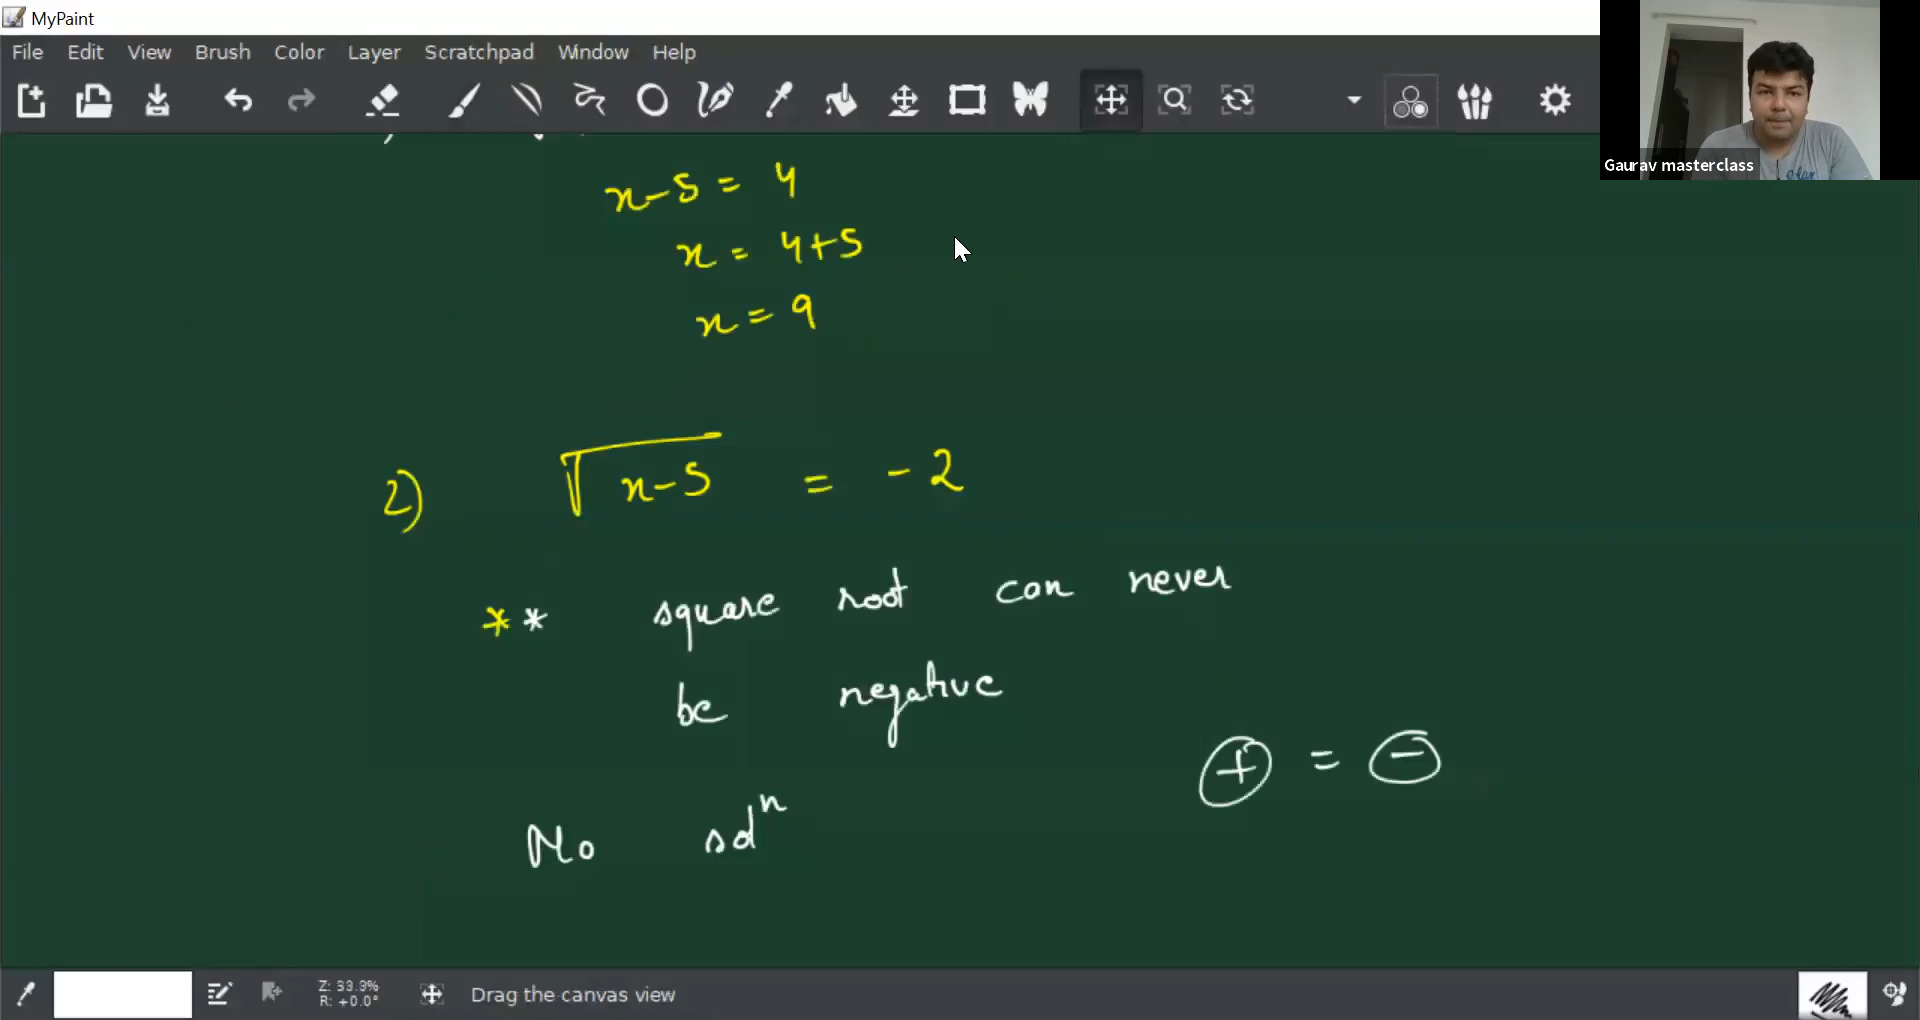 MyPaint
File Edit View Brush Color Layer Scratchpad Window Help
Gaurav masterclass
x-5 = 4
x = 4+5
x = 9
2) √x-5 = -2
** square root can never
be negative
+ = -
No solⁿ
Z: 33.3%
R: +0.0°
Drag the canvas view